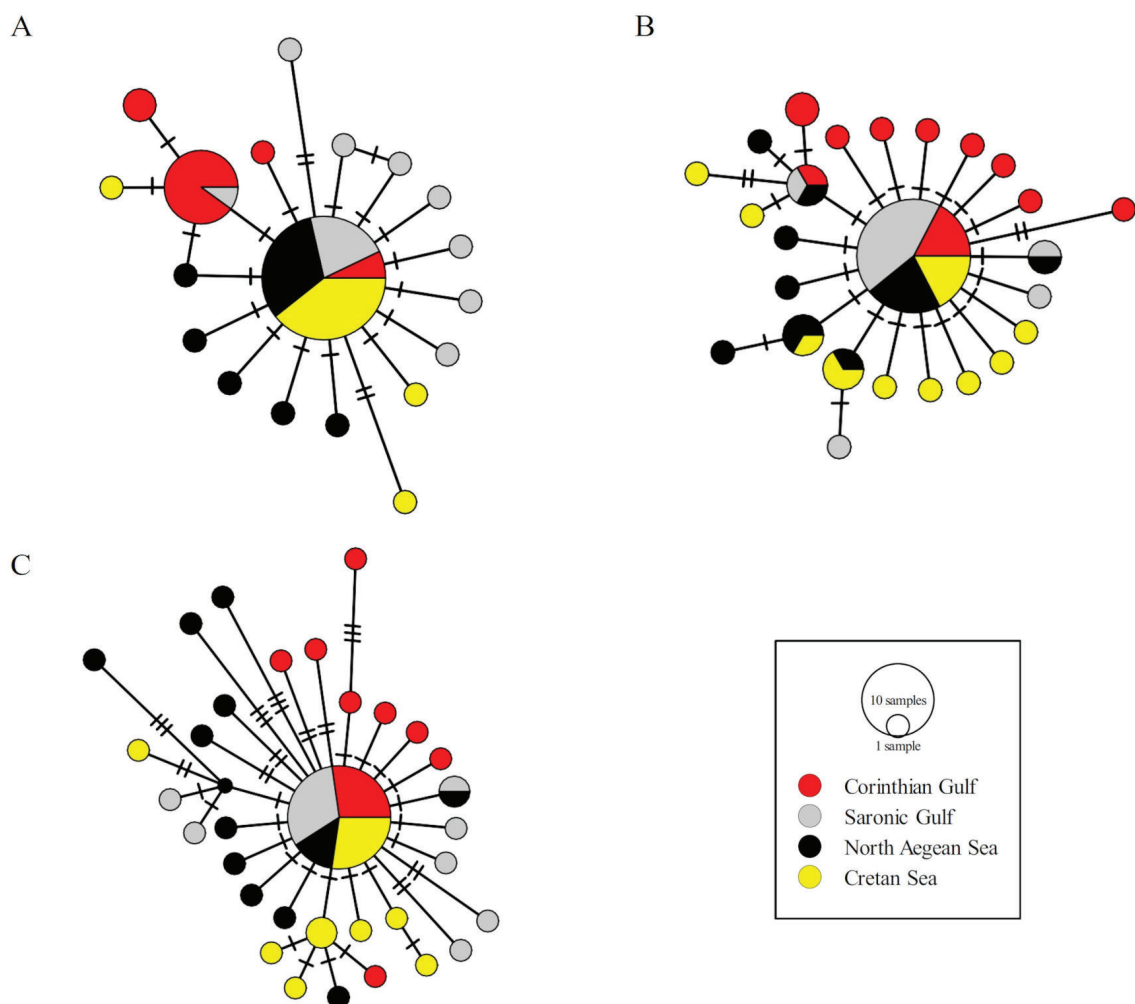 A
B
C
10 samples
1 sample
Corinthian Gulf
Saronic Gulf
North Aegean Sea
Cretan Sea